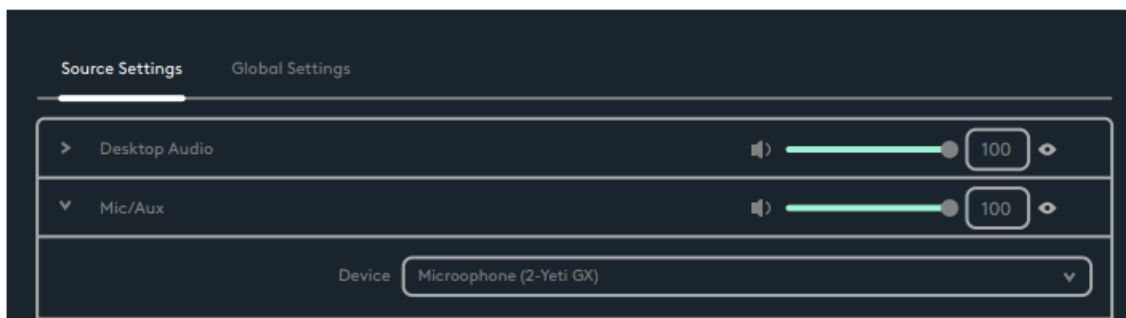 Source Settings Global Settings
Desktop Audio 100
Mic/Aux 100
Device Microophone (2-Yeti GX)